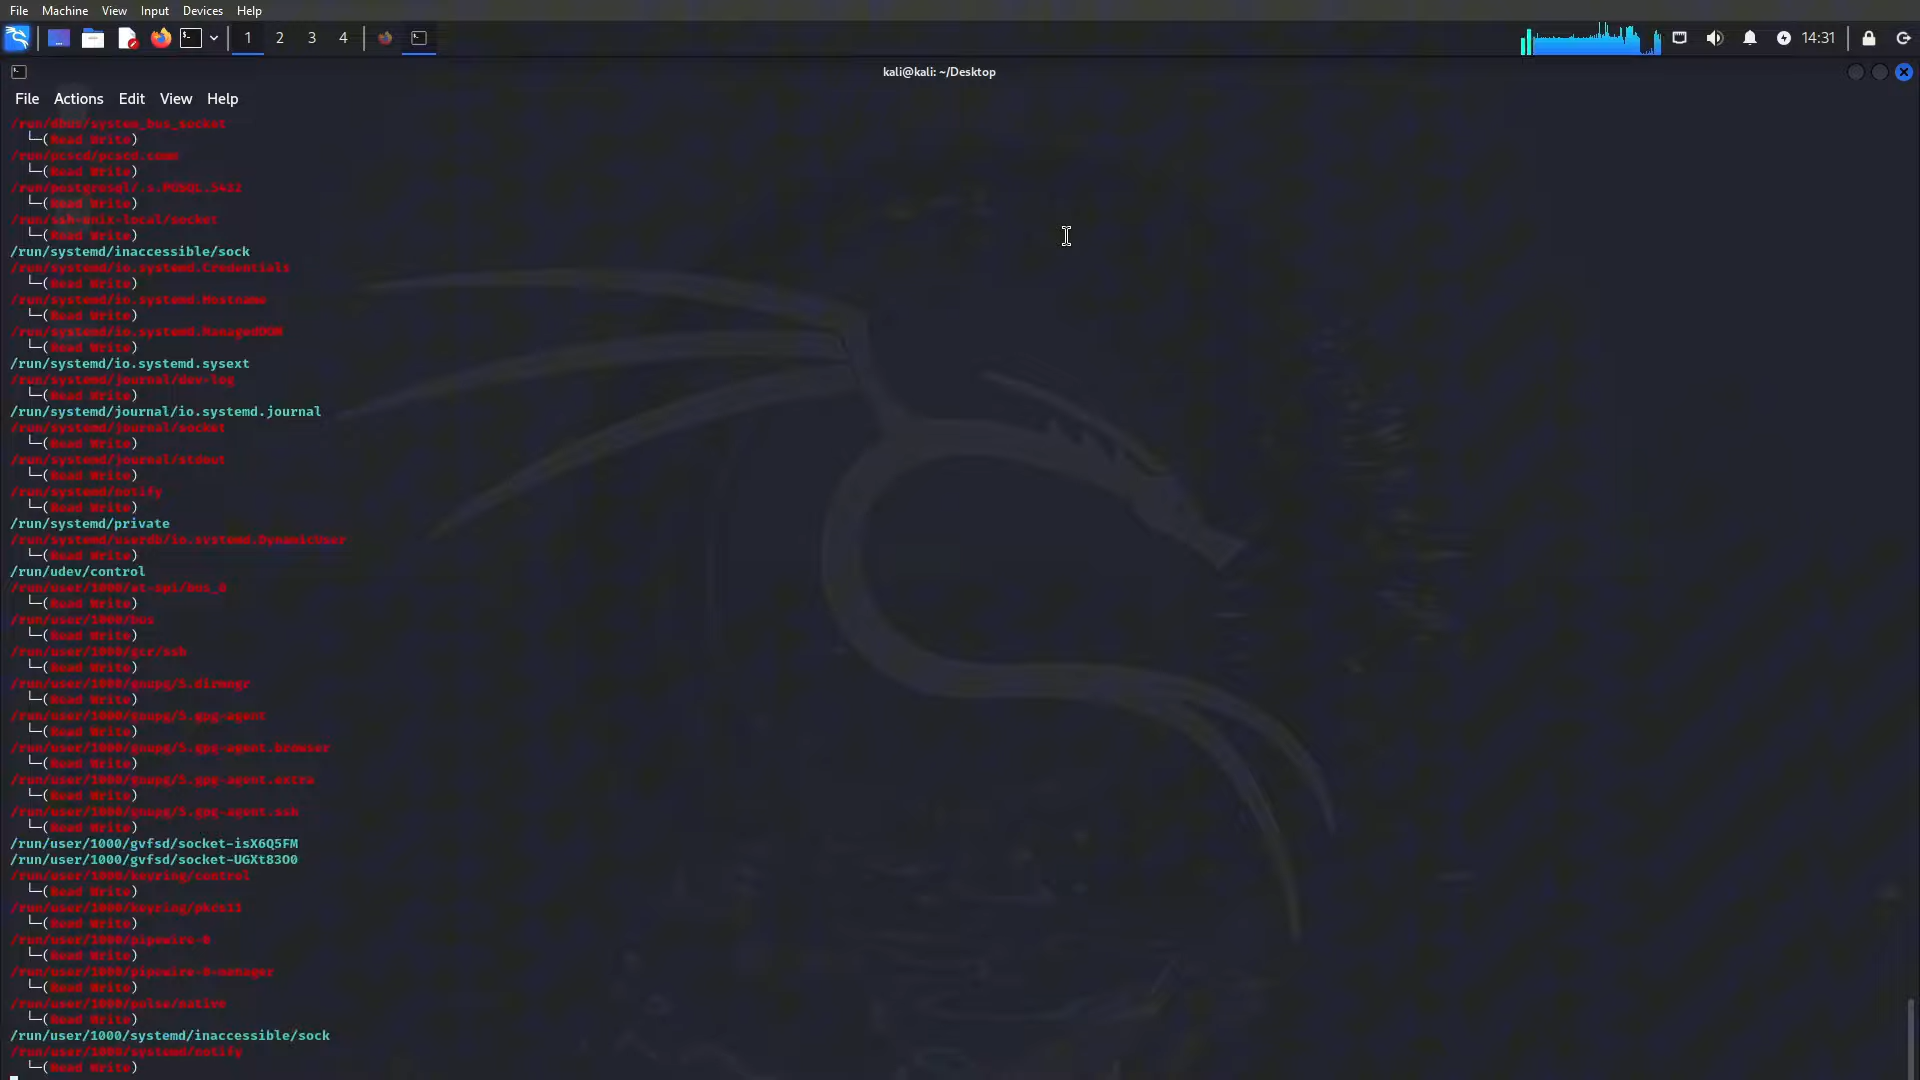 File Machine View Input Devices Help
1 2 3 4 14:31
kali@kali: ~/Desktop
File Actions Edit View Help
/run/dbus/system_bus_socket
└─(Read Write)
/run/pcscd/pcscd.comm
└─(Read Write)
/run/postgresql/.s.PGSQL.5432
└─(Read Write)
/run/ssh-unix-local/socket
└─(Read Write)
/run/systemd/inaccessible/sock
/run/systemd/io.systemd.Credentials
└─(Read Write)
/run/systemd/io.systemd.Hostname
└─(Read Write)
/run/systemd/io.systemd.ManagedOOM
└─(Read Write)
/run/systemd/io.systemd.sysext
/run/systemd/journal/dev-log
└─(Read Write)
/run/systemd/journal/io.systemd.journal
/run/systemd/journal/socket
└─(Read Write)
/run/systemd/journal/stdout
└─(Read Write)
/run/systemd/notify
└─(Read Write)
/run/systemd/private
/run/systemd/userdb/io.systemd.DynamicUser
└─(Read Write)
/run/udev/control
/run/user/1000/at-spi/bus_0
└─(Read Write)
/run/user/1000/bus
└─(Read Write)
/run/user/1000/gcr/ssh
└─(Read Write)
/run/user/1000/gnupg/S.dirmngr
└─(Read Write)
/run/user/1000/gnupg/S.gpg-agent
└─(Read Write)
/run/user/1000/gnupg/S.gpg-agent.browser
└─(Read Write)
/run/user/1000/gnupg/S.gpg-agent.extra
└─(Read Write)
/run/user/1000/gnupg/S.gpg-agent.ssh
└─(Read Write)
/run/user/1000/gvfsd/socket-isX6Q5FM
/run/user/1000/gvfsd/socket-UGXt83O0
/run/user/1000/keyring/control
└─(Read Write)
/run/user/1000/keyring/pkcs11
└─(Read Write)
/run/user/1000/pipewire-0
└─(Read Write)
/run/user/1000/pipewire-0-manager
└─(Read Write)
/run/user/1000/pulse/native
└─(Read Write)
/run/user/1000/systemd/inaccessible/sock
/run/user/1000/systemd/notify
└─(Read Write)